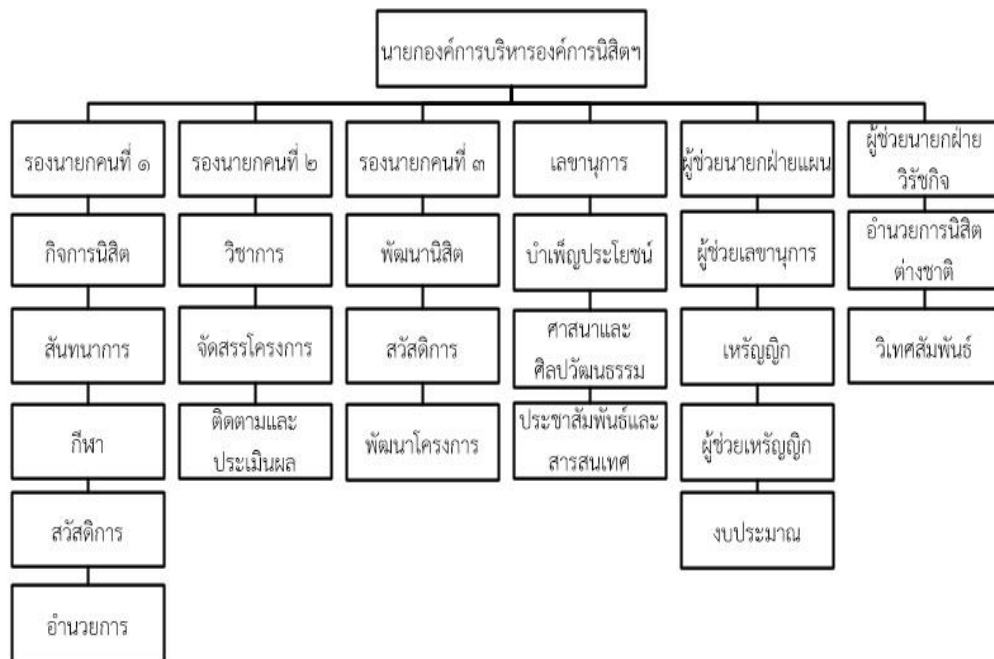 นายกองค์การบริหารองค์การนิสิตฯ
รองนายกคนที่ ๑
กิจการนิสิต
สันทนาการ
กีฬา
สวัสดิการ
อำนวยการ
รองนายกคนที่ ๒
วิชาการ
จัดสรรโครงการ
ติดตามและ
ประเมินผล
รองนายกคนที่ ๓
พัฒนานิสิต
สวัสดิการ
พัฒนาโครงการ
เลขานุการ
บำเพ็ญประโยชน์
ศาสนาและ
ศิลปวัฒนธรรม
ประชาสัมพันธ์และ
สารสนเทศ
ผู้ช่วยนายกฝ่ายแผน
ผู้ช่วยเลขานุการ
เหรัญญิก
ผู้ช่วยเหรัญญิก
งบประมาณ
ผู้ช่วยนายกฝ่าย
วิรัชกิจ
อำนวยการนิสิต
ต่างชาติ
วิเทศสัมพันธ์